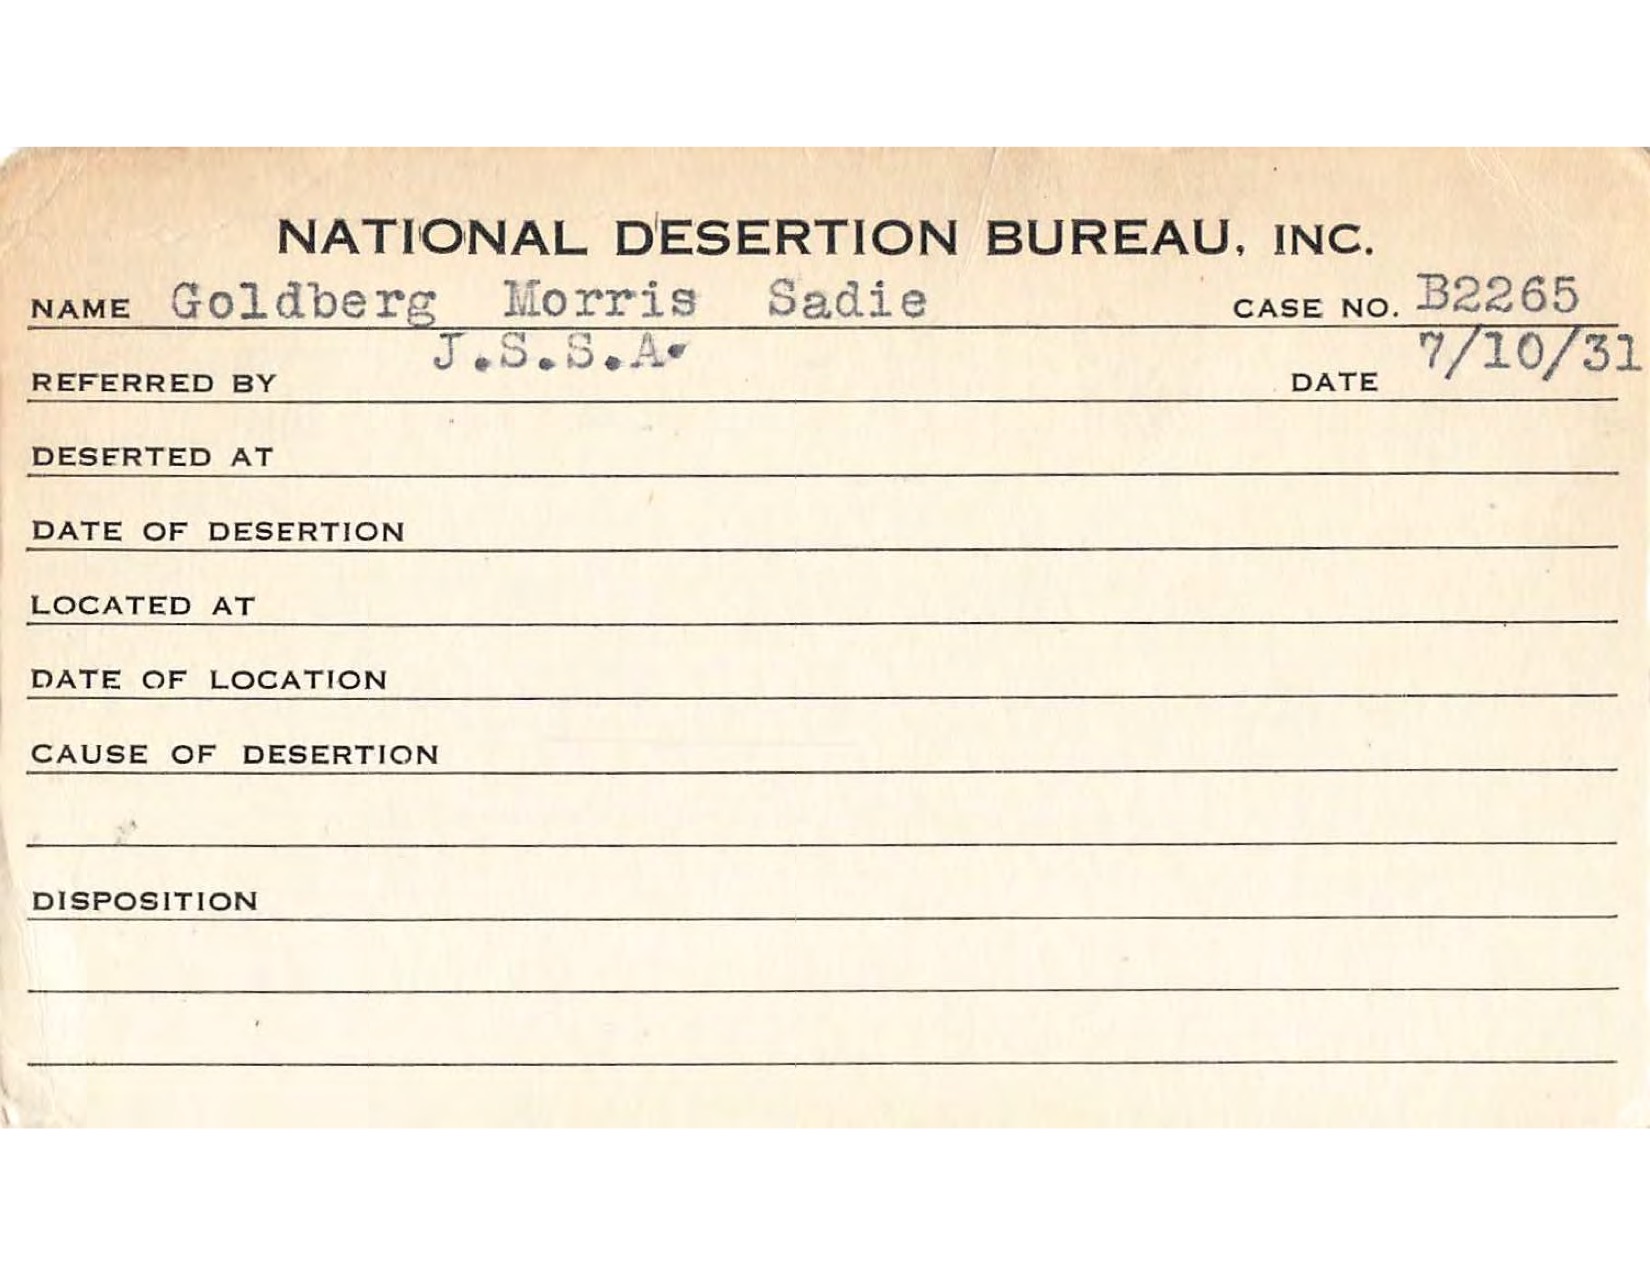 NATIONAL DESERTION BUREAU, INC.
NAME Goldberg Morris Sadie CASE NO. B2265
REFERRED BY J.S.S.A. DATE 7/10/31
DESERTED AT
DATE OF DESERTION
LOCATED AT
DATE OF LOCATION
CAUSE OF DESERTION
DISPOSITION